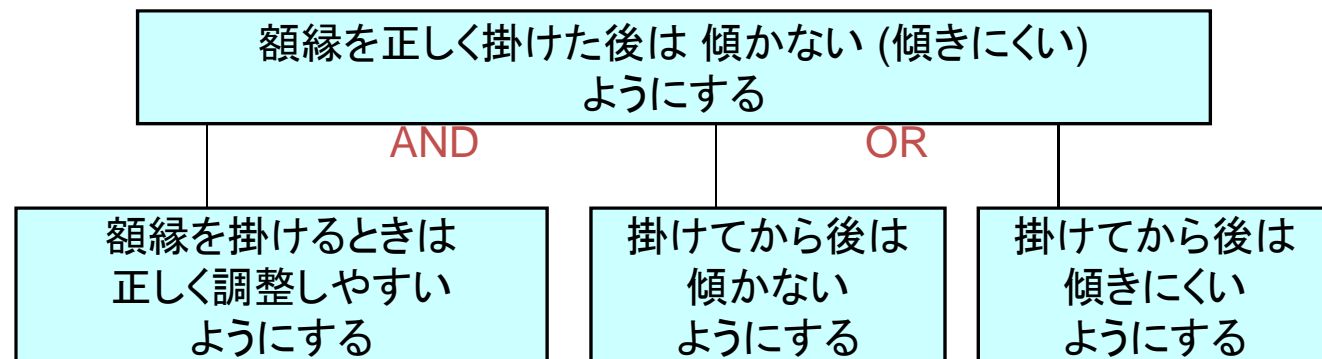 額縁を正しく掛けた後は 傾かない (傾きにくい)
ようにする
AND
OR
額縁を掛けるときは
正しく調整しやすい
ようにする
掛けてから後は
傾かない
ようにする
掛けてから後は
傾きにくい
ようにする